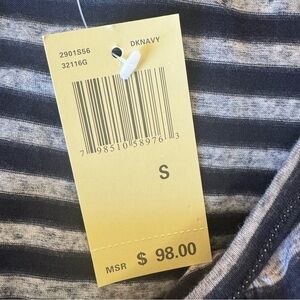 2901S56 DKNAVY
32116G
7 98510 58976 3
S
MSR $ 98.00